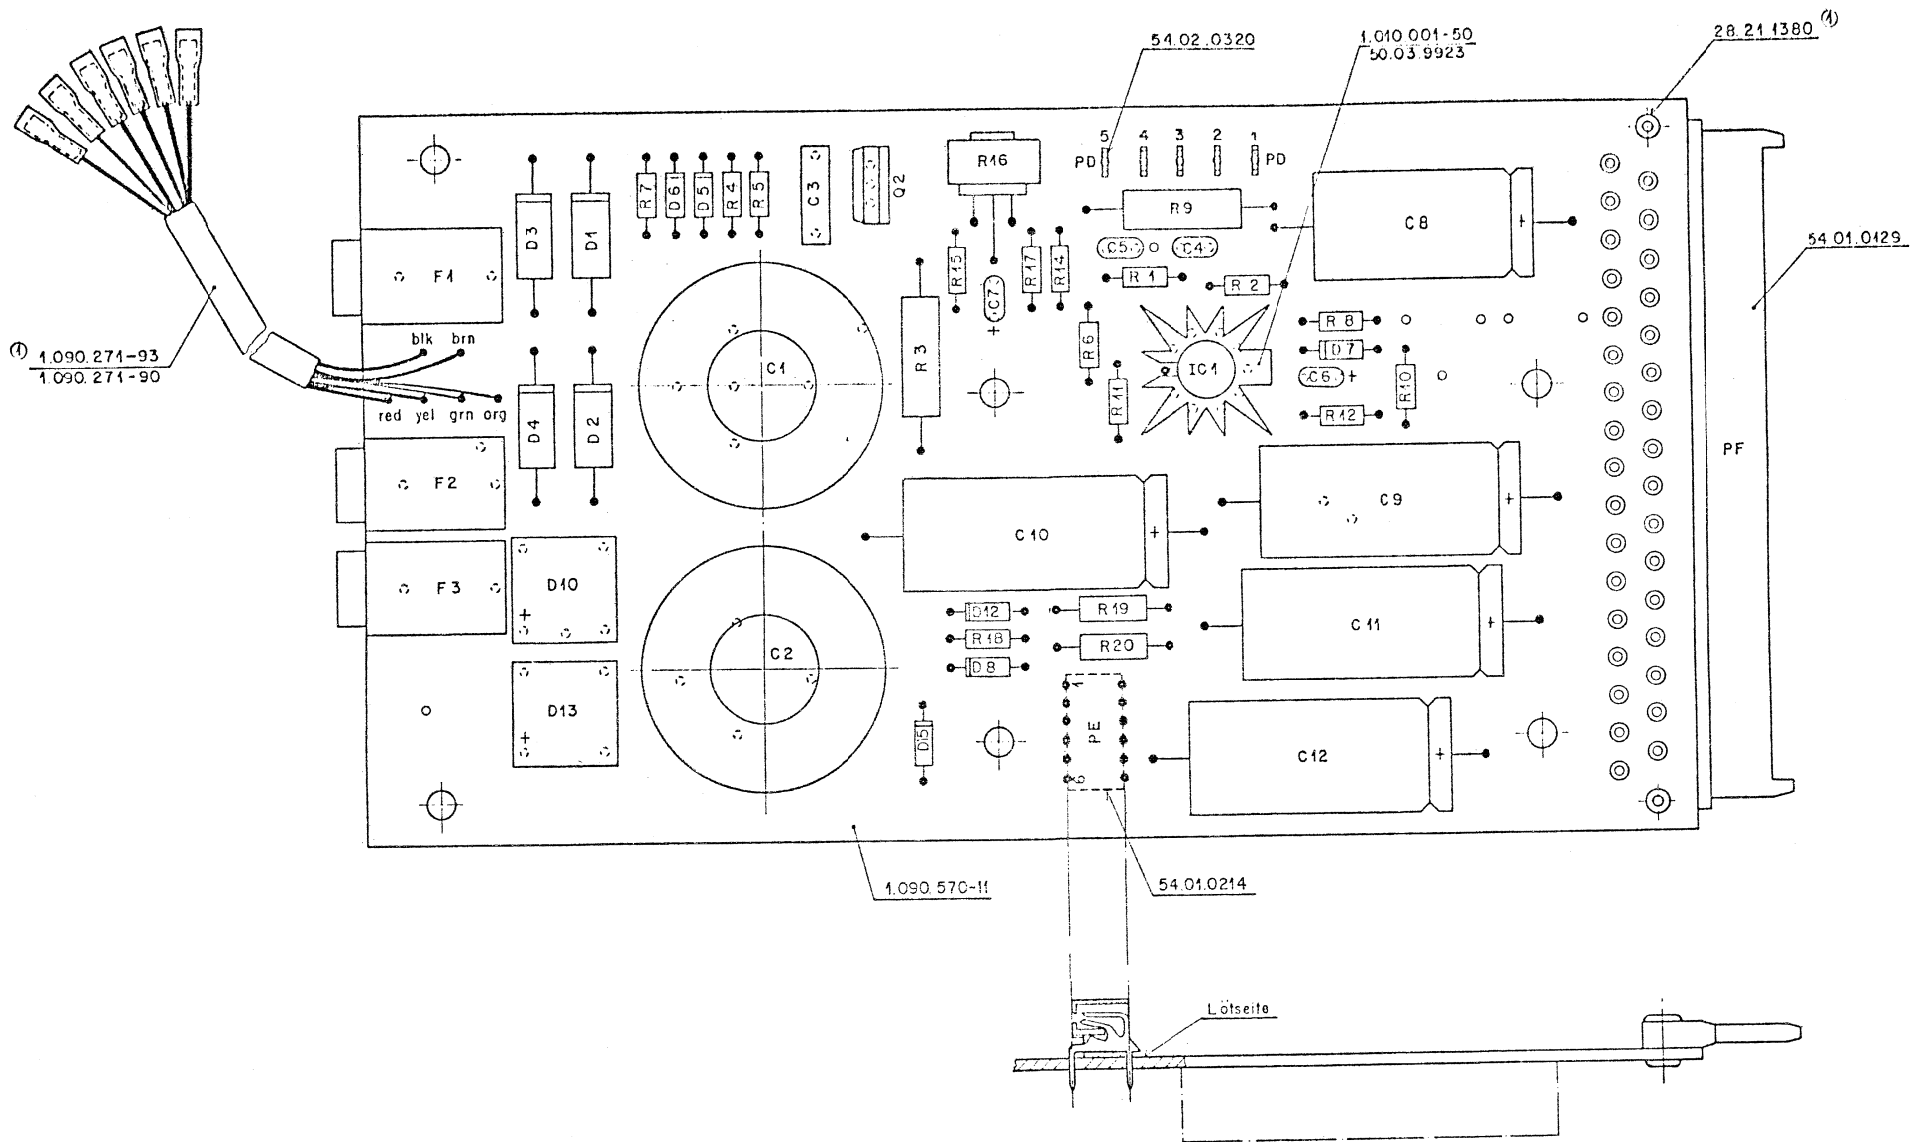 54.02.0320
1.010.001-50
50.03.9923
28.21.1380 (1)
5 4 3 2 1
PD PD
R16
R7 D6 D5 R4 R5 C3 Q2
D3 D1
R9
C8
C5 C4
54.01.0129
F1
R15 R17 R14
R1
R2
C7
+
+
R3
R6
R8
D7
C6 +
IC1
R10
R11
R12
C1
blk brn
(1) 1.090.271-93
1.090.271-90
red yel grn org
D4 D2
F2
PF
C9
+
C10
+
F3
D10
+
D12 R19
R18 R20
D8
C11
+
C2
D13
+
D15
1
PE
6
C12
+
1.090.570-11
54.01.0214
Lötseite